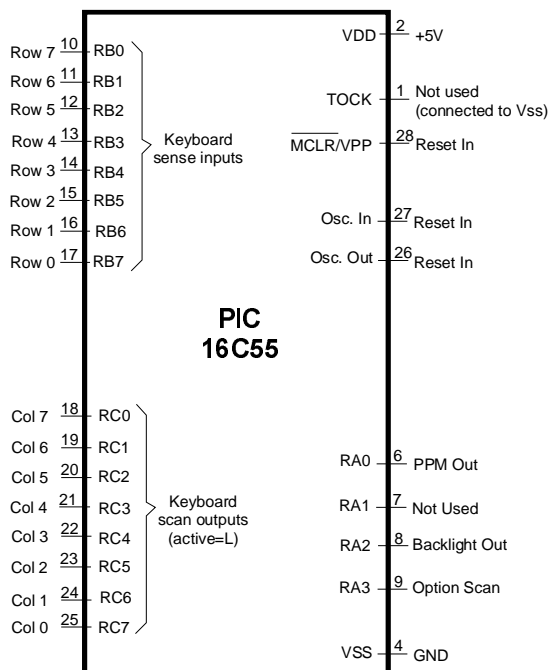 VDD 2 +5V
Row 7 10 RB0
Row 6 11 RB1
Row 5 12 RB2
Row 4 13 RB3
Row 3 14 RB4
Row 2 15 RB5
Row 1 16 RB6
Row 0 17 RB7
Keyboard
sense inputs
TOCK 1 Not used
(connected to Vss)
MCLR/VPP 28 Reset In
Osc. In 27 Reset In
Osc. Out 26 Reset In
PIC
16C55
Col 7 18 RC0
Col 6 19 RC1
Col 5 20 RC2
Col 4 21 RC3
Col 3 22 RC4
Col 2 23 RC5
Col 1 24 RC6
Col 0 25 RC7
Keyboard
scan outputs
(active=L)
RA0 6 PPM Out
RA1 7 Not Used
RA2 8 Backlight Out
RA3 9 Option Scan
VSS 4 GND